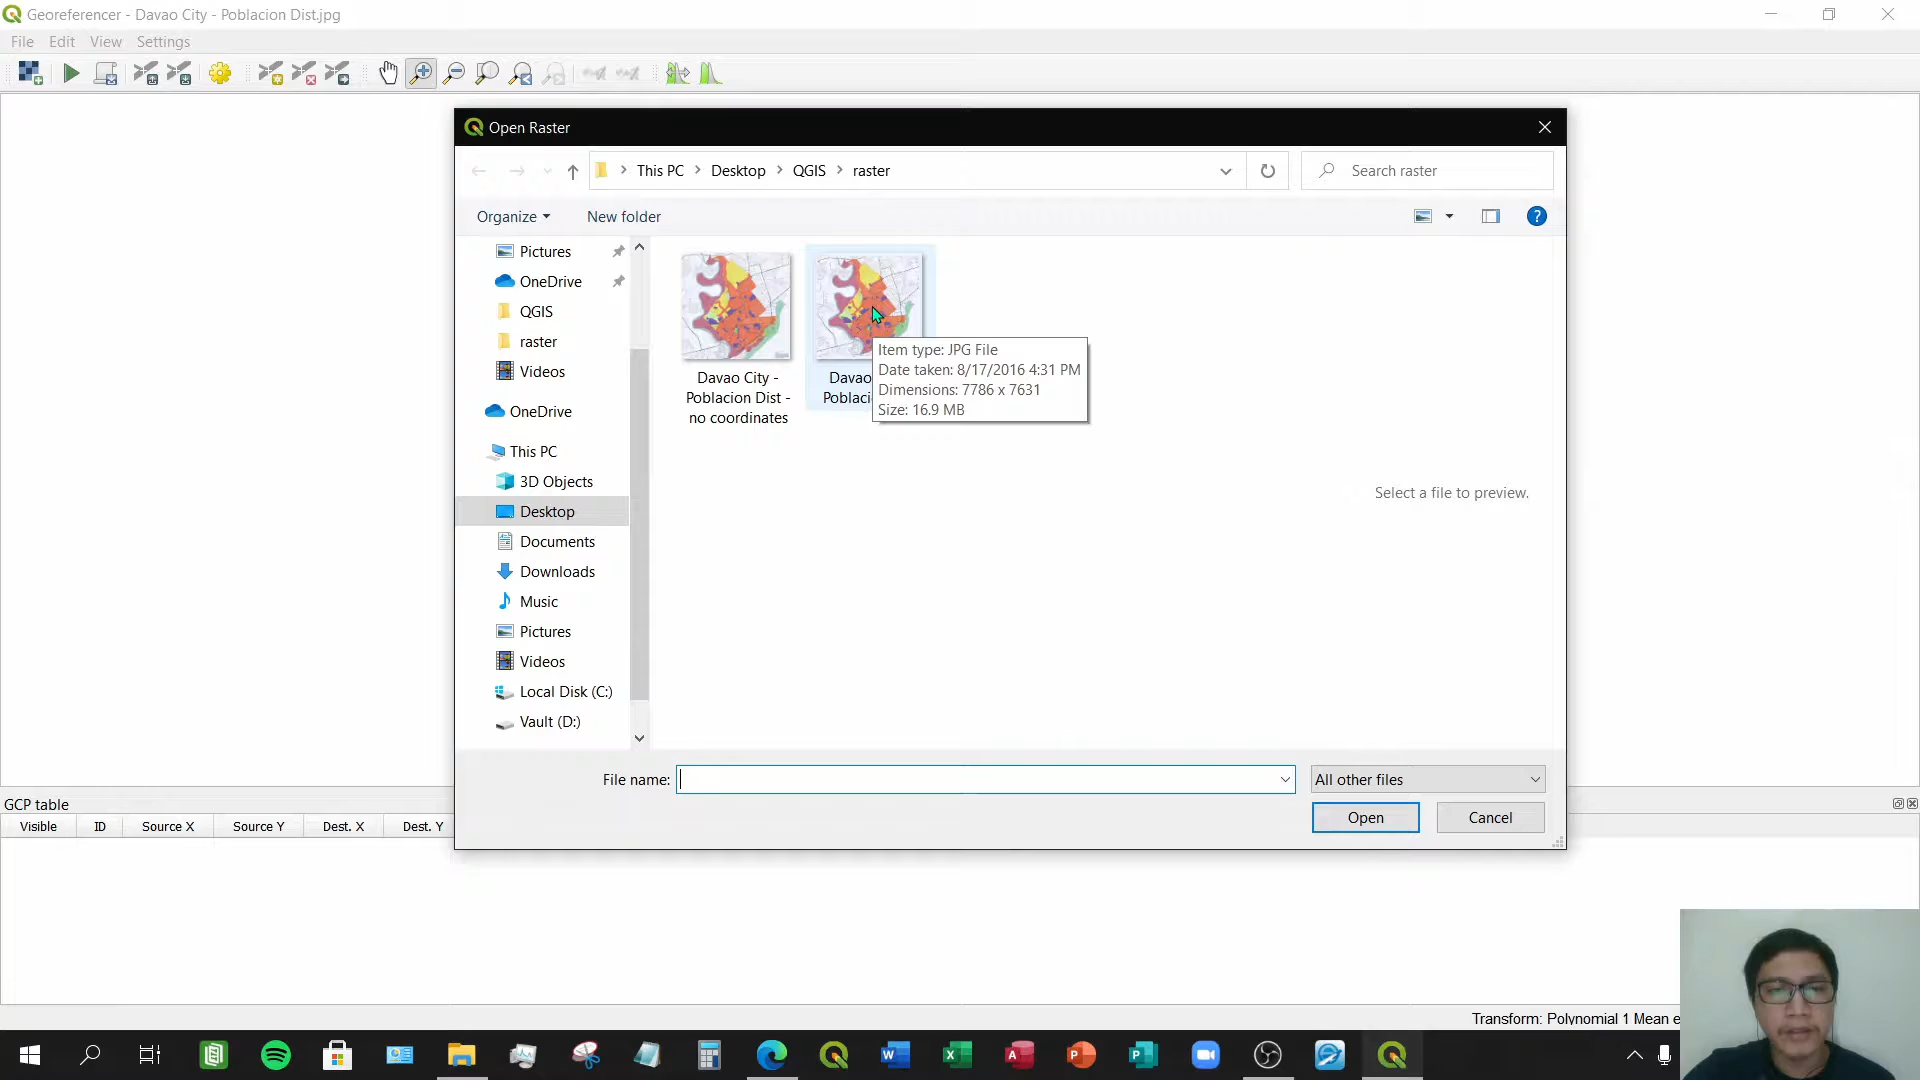 Georeferencer - Davao City - Poblacion Dist.jpg
File Edit View Settings
Open Raster
This PC Desktop QGIS raster
Search raster
Organize
New folder
Pictures
OneDrive
QGIS
raster
Videos
OneDrive
This PC
3D Objects
Desktop
Documents
Downloads
Music
Pictures
Videos
Local Disk (C:)
Vault (D:)
Davao City -
Poblacion Dist -
no coordinates
Davao
Item type: JPG File
Date taken: 8/17/2016 4:31 PM
Dimensions: 7786 x 7631
Size: 16.9 MB
Select a file to preview.
File name:
All other files
Open
Cancel
GCP table
Visible ID Source X Source Y Dest. X Dest. Y
Transform: Polynomial 1 Mean